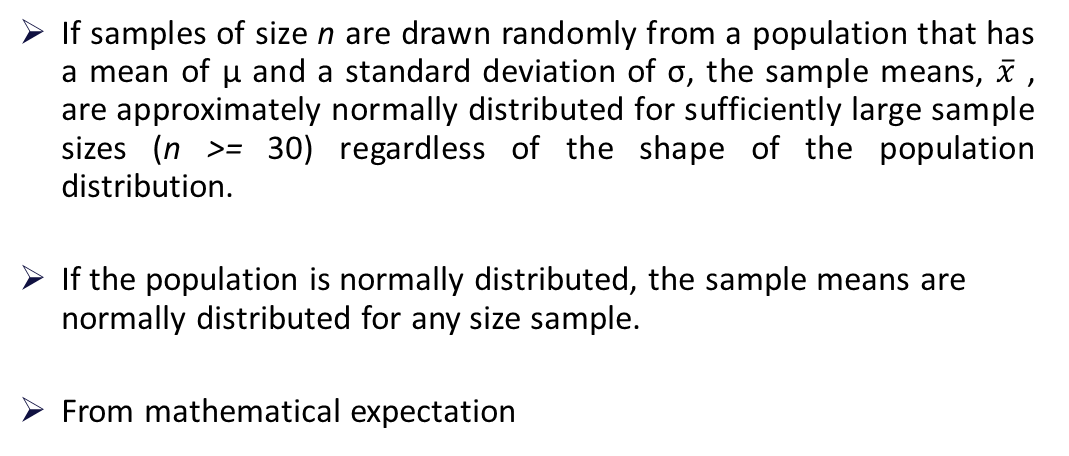 ➢ If samples of size n are drawn randomly from a population that has
a mean of μ and a standard deviation of σ, the sample means, x̄ ,
are approximately normally distributed for sufficiently large sample
sizes (n >= 30) regardless of the shape of the population
distribution.
➢ If the population is normally distributed, the sample means are
normally distributed for any size sample.
➢ From mathematical expectation